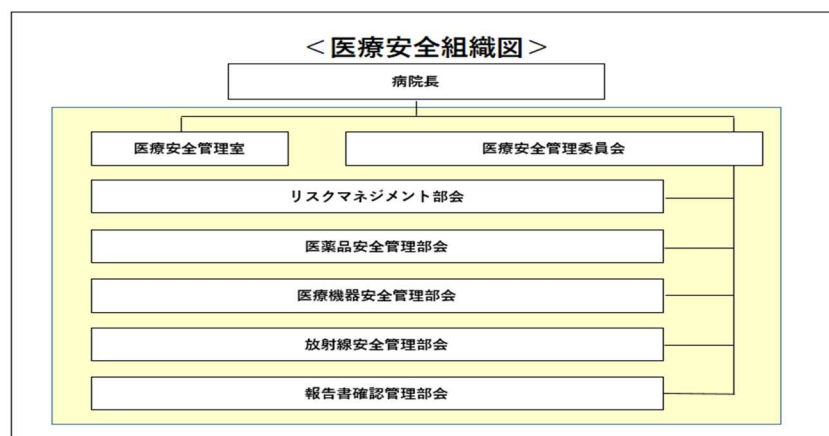 ＜医療安全組織図＞
病院長
医療安全管理室
医療安全管理委員会
リスクマネジメント部会
医薬品安全管理部会
医療機器安全管理部会
放射線安全管理部会
報告書確認管理部会